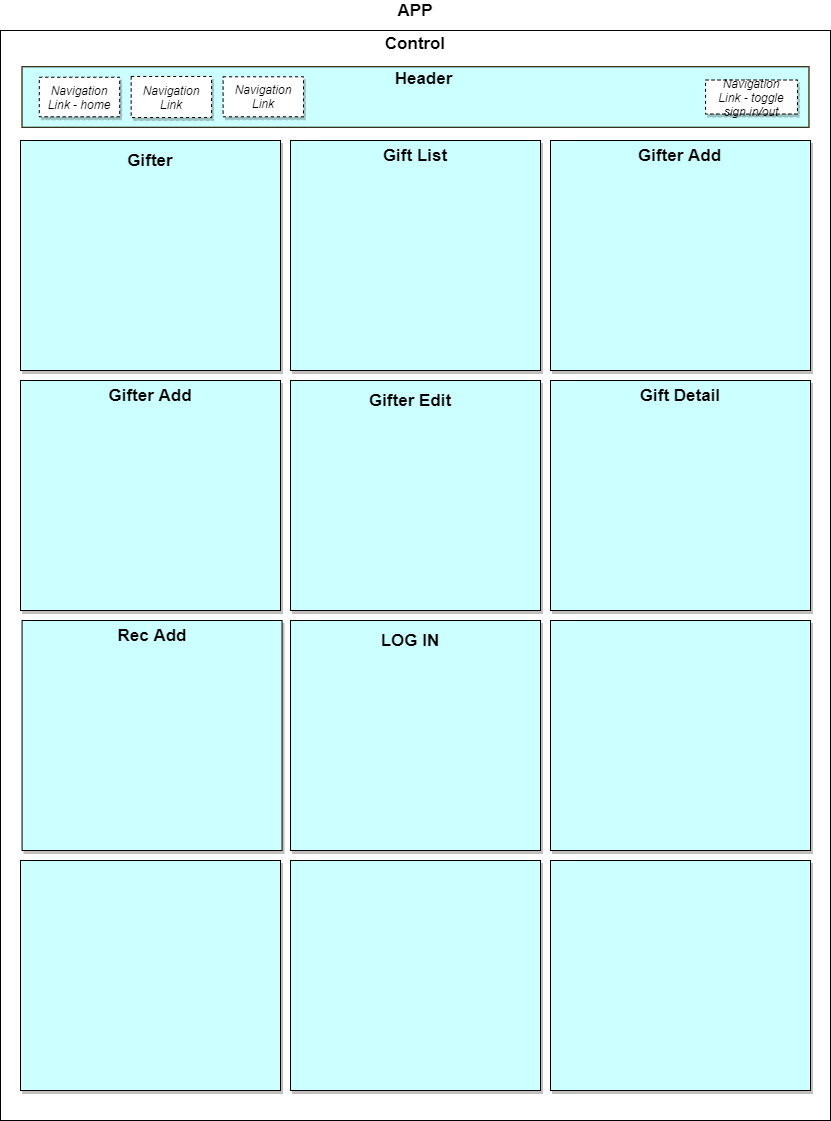 APP
Control
Header
Navigation
Link - home
Navigation
Link
Navigation
Link
Navigation
Link - toggle
sign in/out
Gifter
Gift List
Gifter Add
Gifter Add
Gifter Edit
Gift Detail
Rec Add
LOG IN